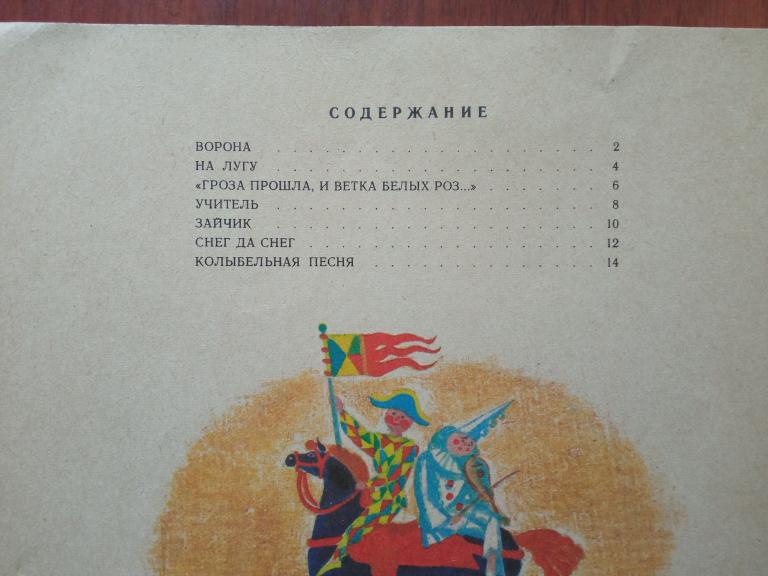 СОДЕРЖАНИЕ
ВОРОНА . . . . . . . . . . . . . . . . . . . . 2
НА ЛУГУ . . . . . . . . . . . . . . . . . . . . 4
«ГРОЗА ПРОШЛА, И ВЕТКА БЕЛЫХ РОЗ...» . . . . . . . 6
УЧИТЕЛЬ . . . . . . . . . . . . . . . . . . . . 8
ЗАЙЧИК . . . . . . . . . . . . . . . . . . . . 10
СНЕГ ДА СНЕГ . . . . . . . . . . . . . . . . . . 12
КОЛЫБЕЛЬНАЯ ПЕСНЯ . . . . . . . . . . . . . . 14